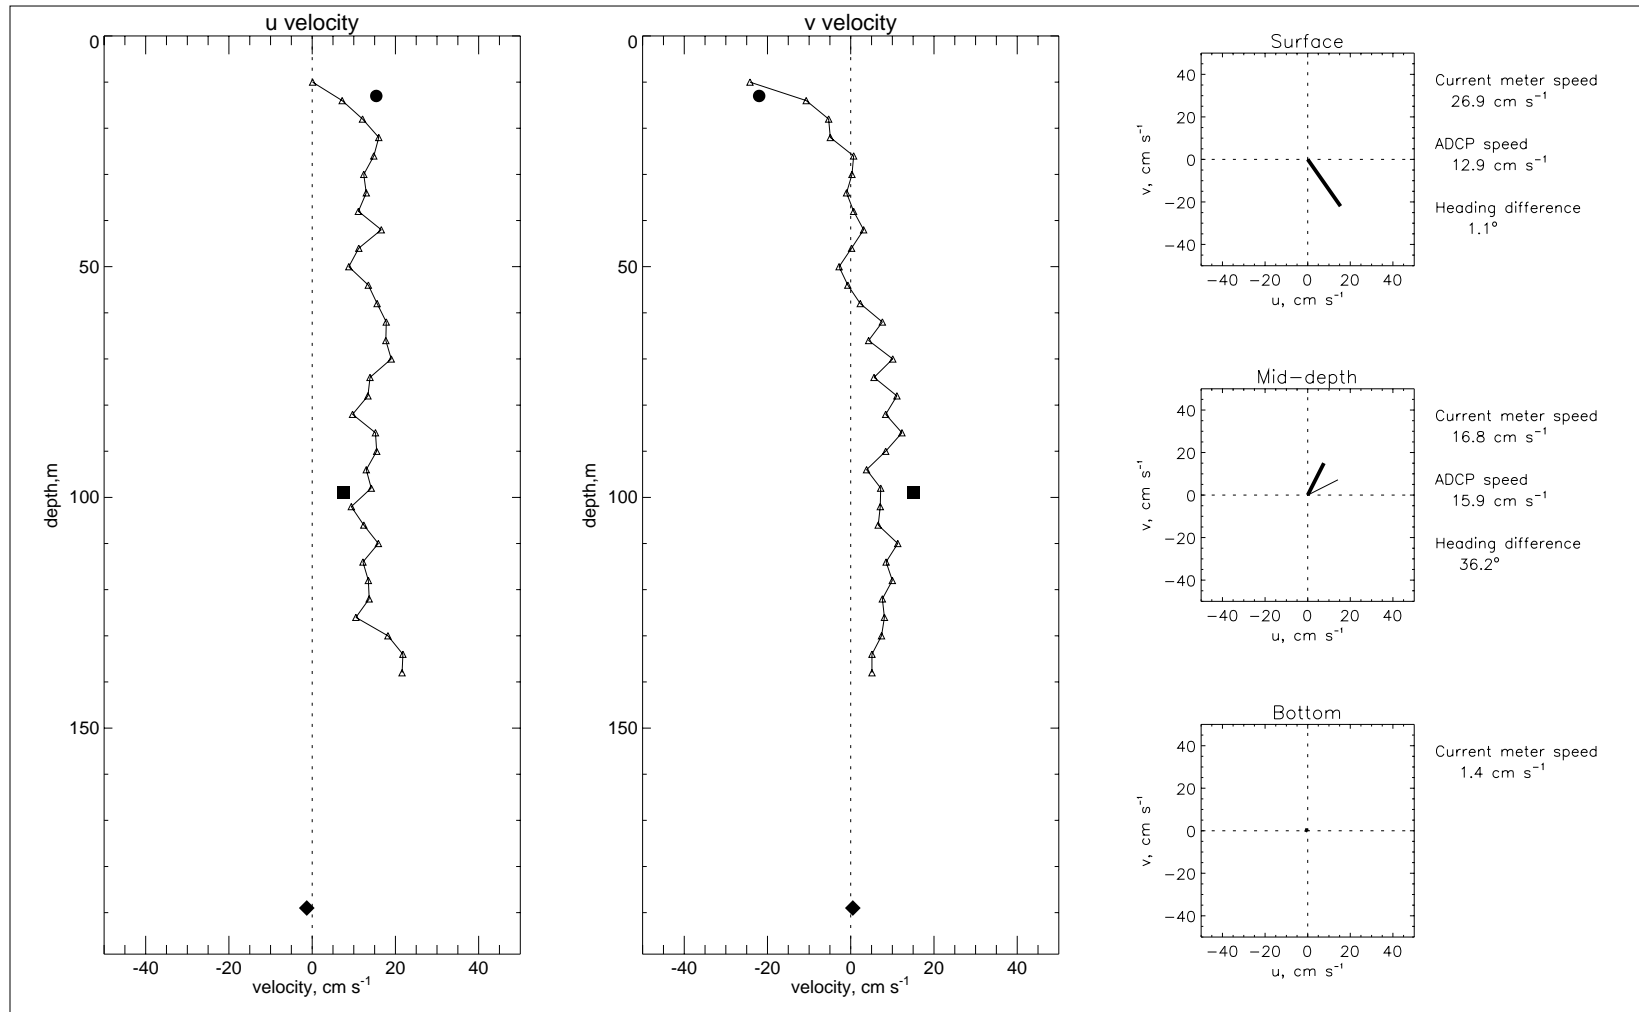 u velocity
0
50
100
150
depth,m
-40 -20 0 20 40
velocity, cm s⁻¹
v velocity
0
50
100
150
depth,m
-40 -20 0 20 40
velocity, cm s⁻¹
Surface
40
20
0
−20
−40
v, cm s⁻¹
−40 −20 0 20 40
u, cm s⁻¹
Current meter speed
26.9 cm s⁻¹
ADCP speed
12.9 cm s⁻¹
Heading difference
1.1°
Mid−depth
40
20
0
−20
−40
v, cm s⁻¹
−40 −20 0 20 40
u, cm s⁻¹
Current meter speed
16.8 cm s⁻¹
ADCP speed
15.9 cm s⁻¹
Heading difference
36.2°
Bottom
40
20
0
−20
−40
v, cm s⁻¹
−40 −20 0 20 40
u, cm s⁻¹
Current meter speed
1.4 cm s⁻¹